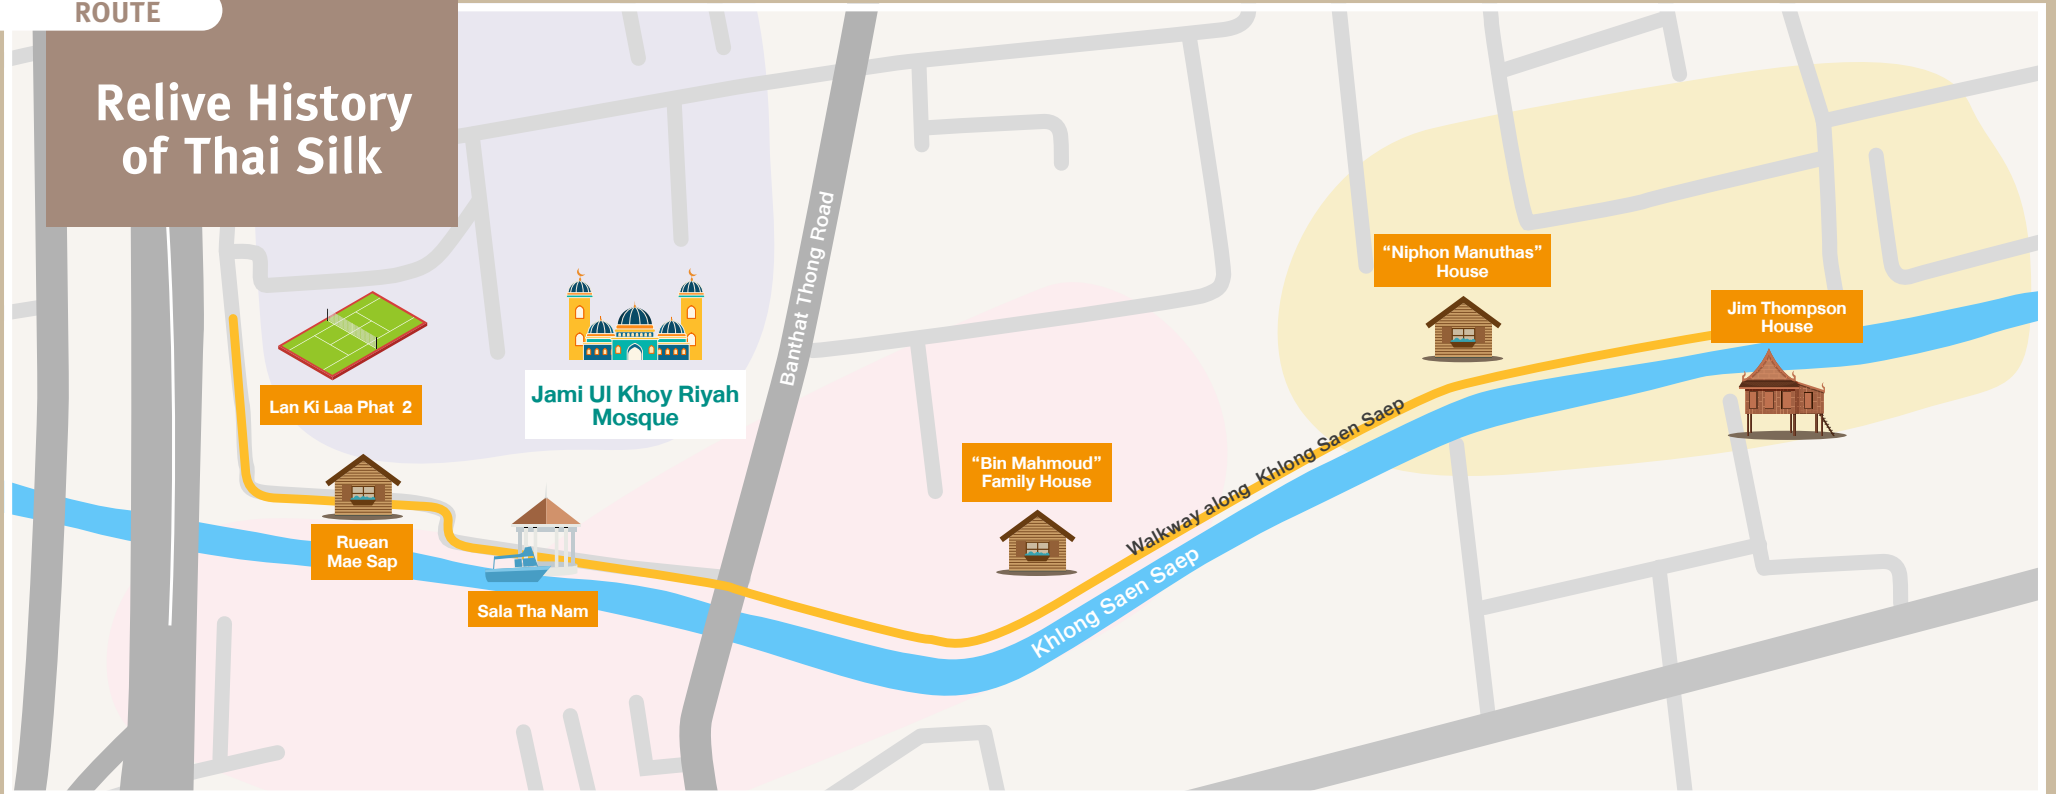 ROUTE
Relive History
of Thai Silk
Banthat Thong Road
“Niphon Manuthas”
House
Jim Thompson
House
Lan Ki Laa Phat 2
Jami Ul Khoy Riyah
Mosque
“Bin Mahmoud”
Family House
Walkway along Khlong Saen Saep
Khlong Saen Saep
Ruean
Mae Sap
Sala Tha Nam